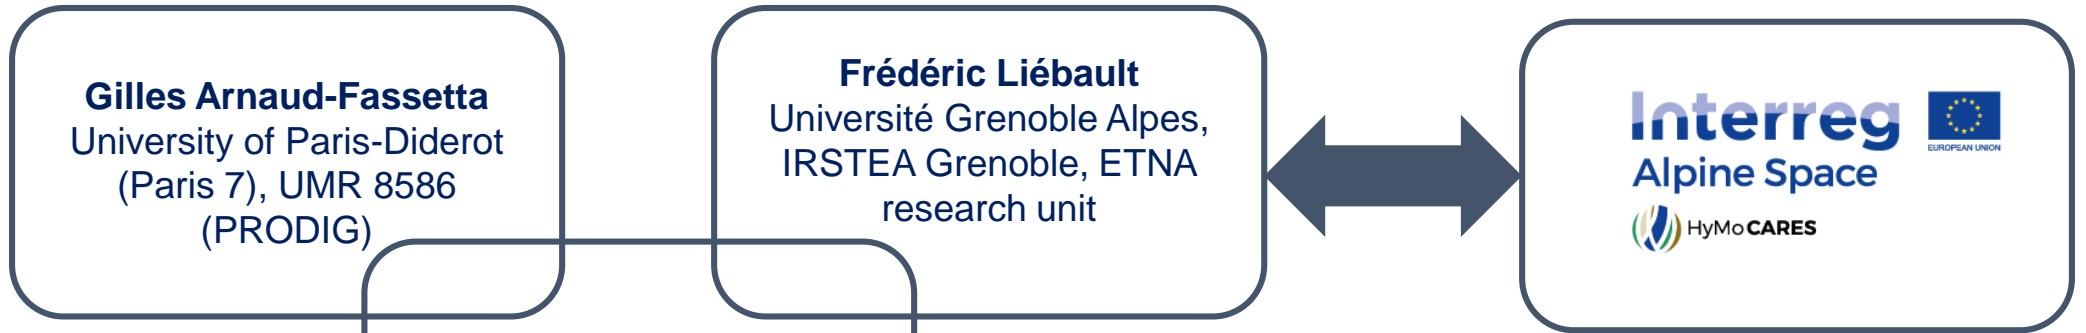 Gilles Arnaud-Fassetta
University of Paris-Diderot
(Paris 7), UMR 8586
(PRODIG)
Frédéric Liébault
Université Grenoble Alpes,
IRSTEA Grenoble, ETNA
research unit
Interreg
EUROPEAN UNION
Alpine Space
HyMoCARES